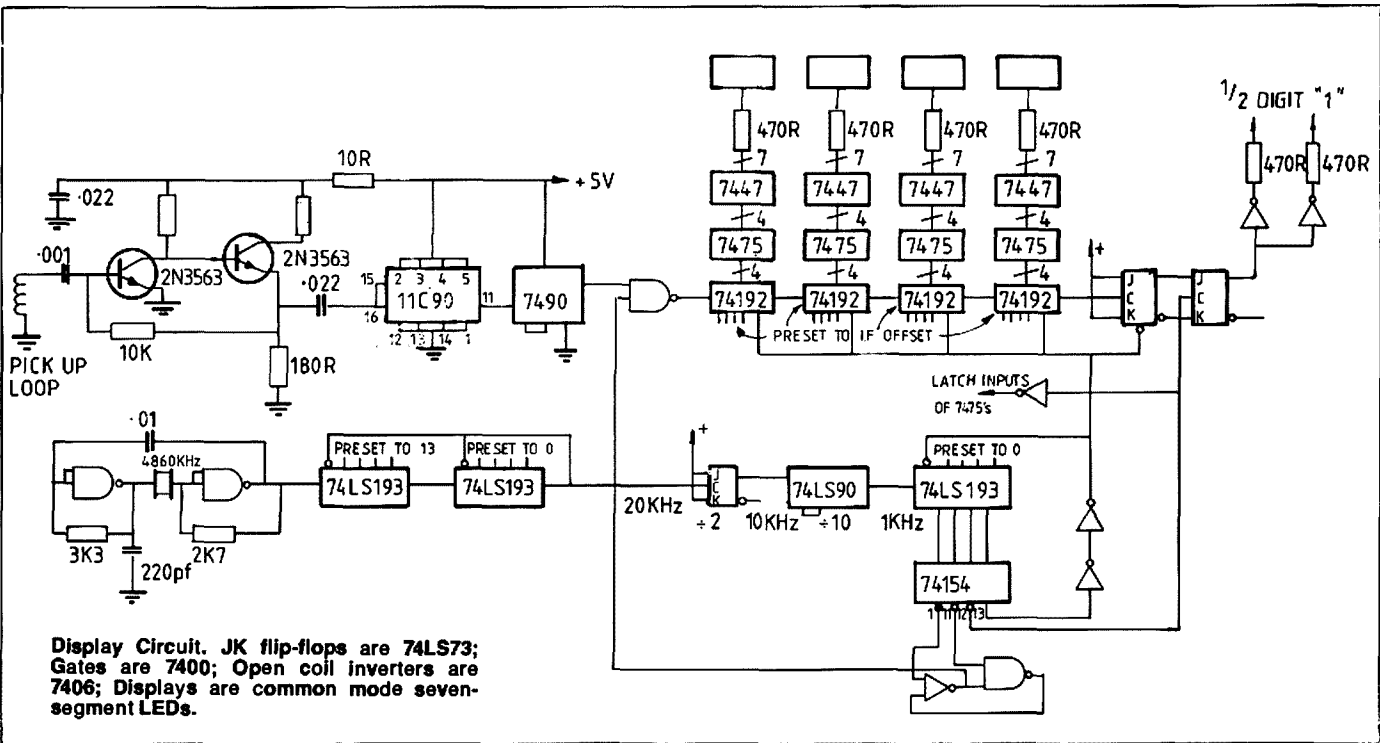 1/2 DIGIT "1"
470R
470R
470R
470R
470R
470R
7
7
7
7
7447
7447
7447
7447
4
4
4
4
7475
7475
7475
7475
4
4
4
4
74192
74192
74192
74192
PRESET TO I.F OFFSET
+
J
C
K
J
C
K
10R
+5V
·022
·001
2N3563
2N3563
·022
15
16
2 3 4 5
11C90
11
12 13 14 1
7490
10K
180R
PICK UP
LOOP
LATCH INPUTS
OF 7475's
·01
4860KHz
3K3
2K7
220pf
PRESET TO 13
PRESET TO 0
74LS193
74LS193
20KHz
+
J
C
K
÷2
10KHz
74LS90
÷10
1KHz
PRESET TO 0
74LS193
74154
1 11 12 13
Display Circuit. JK flip-flops are 74LS73;
Gates are 7400; Open coil inverters are
7406; Displays are common mode seven-
segment LEDs.